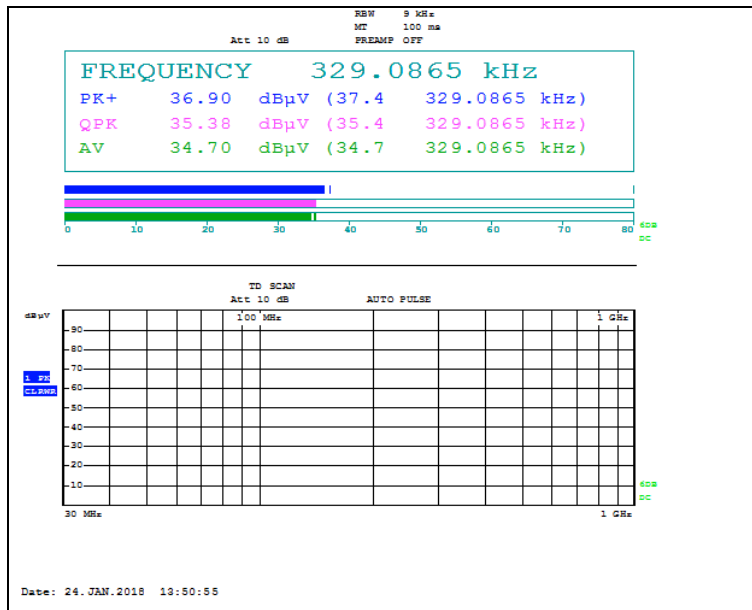 RBW 9 kHz
MT 100 ms
Att 10 dB PREAMP OFF
FREQUENCY 329.0865 kHz
PK+ 36.90 dBµV (37.4 329.0865 kHz)
QPK 35.38 dBµV (35.4 329.0865 kHz)
AV 34.70 dBµV (34.7 329.0865 kHz)
0 10 20 30 40 50 60 70 80
6DB
DC
TD SCAN
Att 10 dB AUTO PULSE
dBµV
100 MHz 1 GHz
90
80
70
1 PK
60
CLRWR
50
40
30
20
10
6DB
DC
30 MHz 1 GHz
Date: 24.JAN.2018 13:50:55